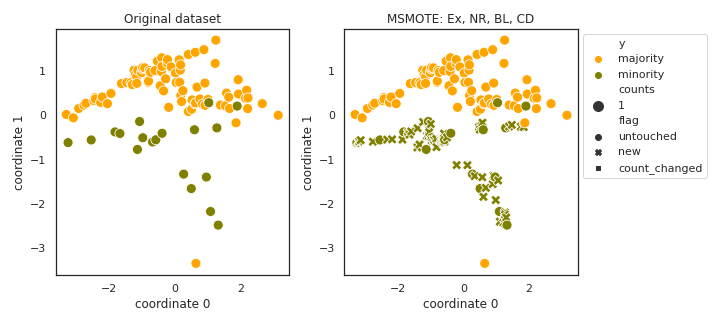 Original dataset
MSMOTE: Ex, NR, BL, CD
coordinate 1
1
0
−1
−2
−3
−2
0
2
coordinate 0
coordinate 1
1
0
−1
−2
−3
−2
0
2
coordinate 0
y
majority
minority
counts
1
flag
untouched
new
count_changed